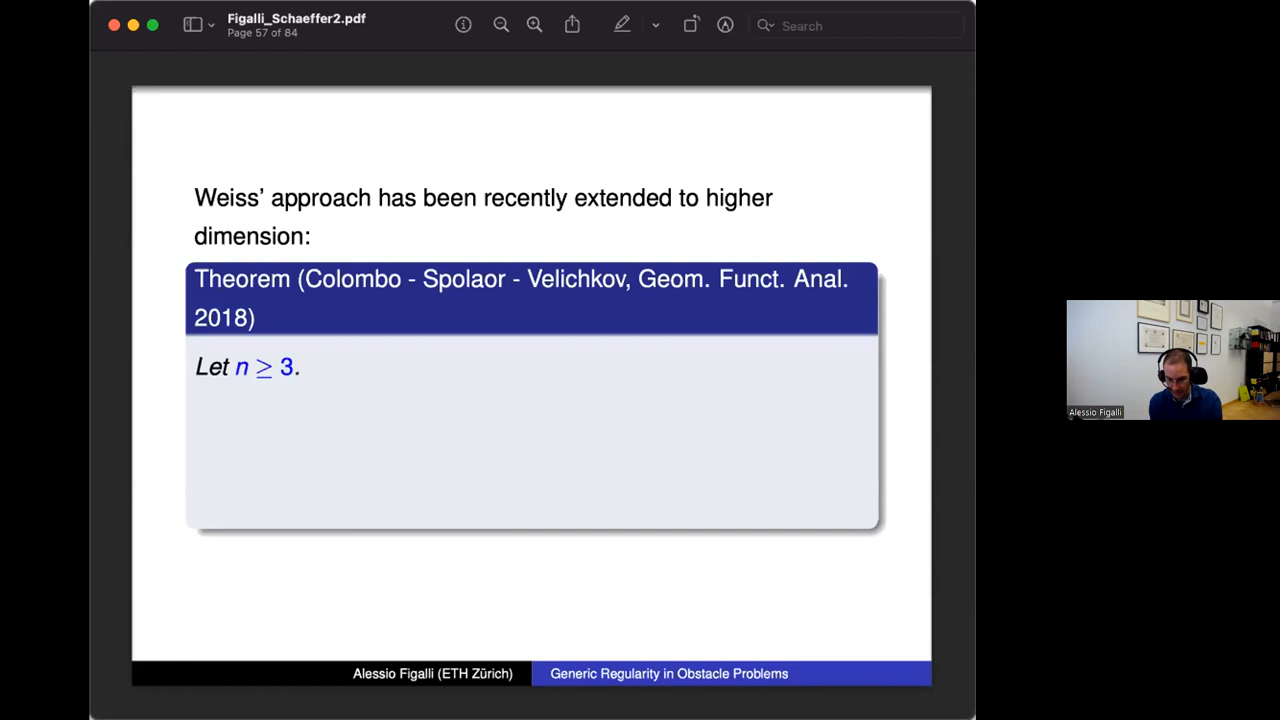 Figalli_Schaeffer2.pdf
Page 57 of 84
Search
Weiss' approach has been recently extended to higher
dimension:
Theorem (Colombo - Spolaor - Velichkov, Geom. Funct. Anal.
2018)
Let n ≥ 3.
Alessio Figalli (ETH Zürich)
Generic Regularity in Obstacle Problems
Alessio Figalli